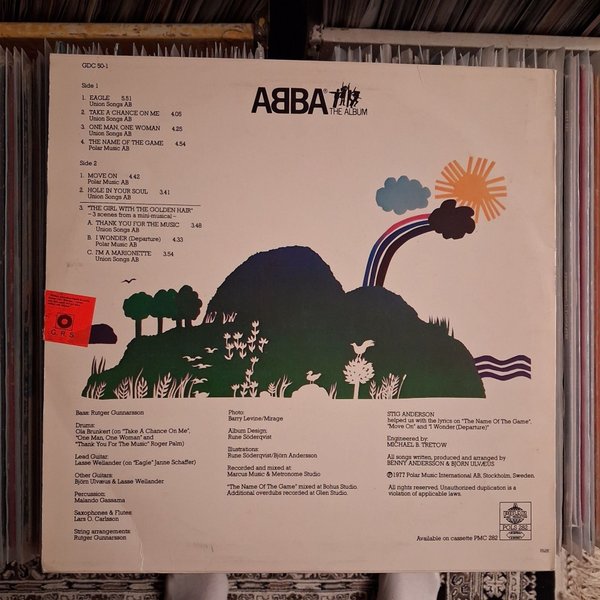 GDC 50-1
ABBA®
THE ALBUM
Side 1
1. EAGLE 5.51
Union Songs AB
2. TAKE A CHANCE ON ME 4.05
Union Songs AB
3. ONE MAN, ONE WOMAN 4.25
Union Songs AB
4. THE NAME OF THE GAME 4.54
Polar Music AB
Side 2
1. MOVE ON 4.42
Polar Music AB
2. HOLE IN YOUR SOUL 3.41
Union Songs AB
3. "THE GIRL WITH THE GOLDEN HAIR"
– 3 scenes from a mini-musical –
A. THANK YOU FOR THE MUSIC 3.48
Union Songs AB
B. I WONDER (Departure) 4.33
Polar Music AB
C. I'M A MARIONETTE
Union Songs AB
G.R.S.
Bass: Rutger Gunnarsson
Drums:
Ola Brunkert (on "Take A Chance On Me",
"One Man, One Woman" and
"Thank You For The Music" Roger Palm)
Lead Guitar:
Lasse Wellander (on "Eagle" Janne Schaffer)
Other Guitars:
Björn Ulvæus & Lasse Wellander
Percussion:
Malando Gassama
Saxophones & Flutes:
Lars O. Carlsson
String arrangements:
Rutger Gunnarsson
Photo:
Barry Levine/Mirage
Album Design:
Rune Söderqvist
Illustrations:
Rune Söderqvist/Björn Andersson
Recorded and mixed at
Marcus Music & Metronome Studio
"The Name Of The Game" mixed at Bohus Studio.
Additional overdubs recorded at Glen Studio.
STIG ANDERSON
helped us with the lyrics on "The Name Of The Game",
"Move On" and "I Wonder (Departure)"
Engineered by:
MICHAEL B. TRETOW
All songs written, produced and arranged by
BENNY ANDERSSON & BJÖRN ULVÆUS
Ⓟ 1977 Polar Music International AB, Stockholm, Sweden.
All rights reserved. Unauthorized duplication is a
violation of applicable laws.
POLS 282
Available on cassette PMC 282